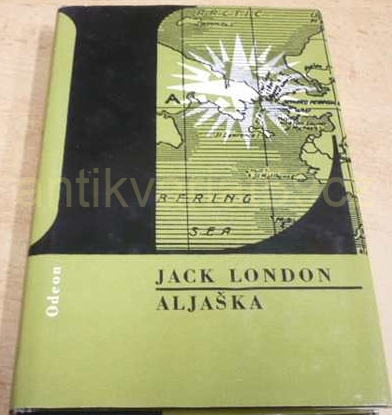 ARCTIC
BERING
SEA
JACK LONDON
ALJAŠKA
Odeon